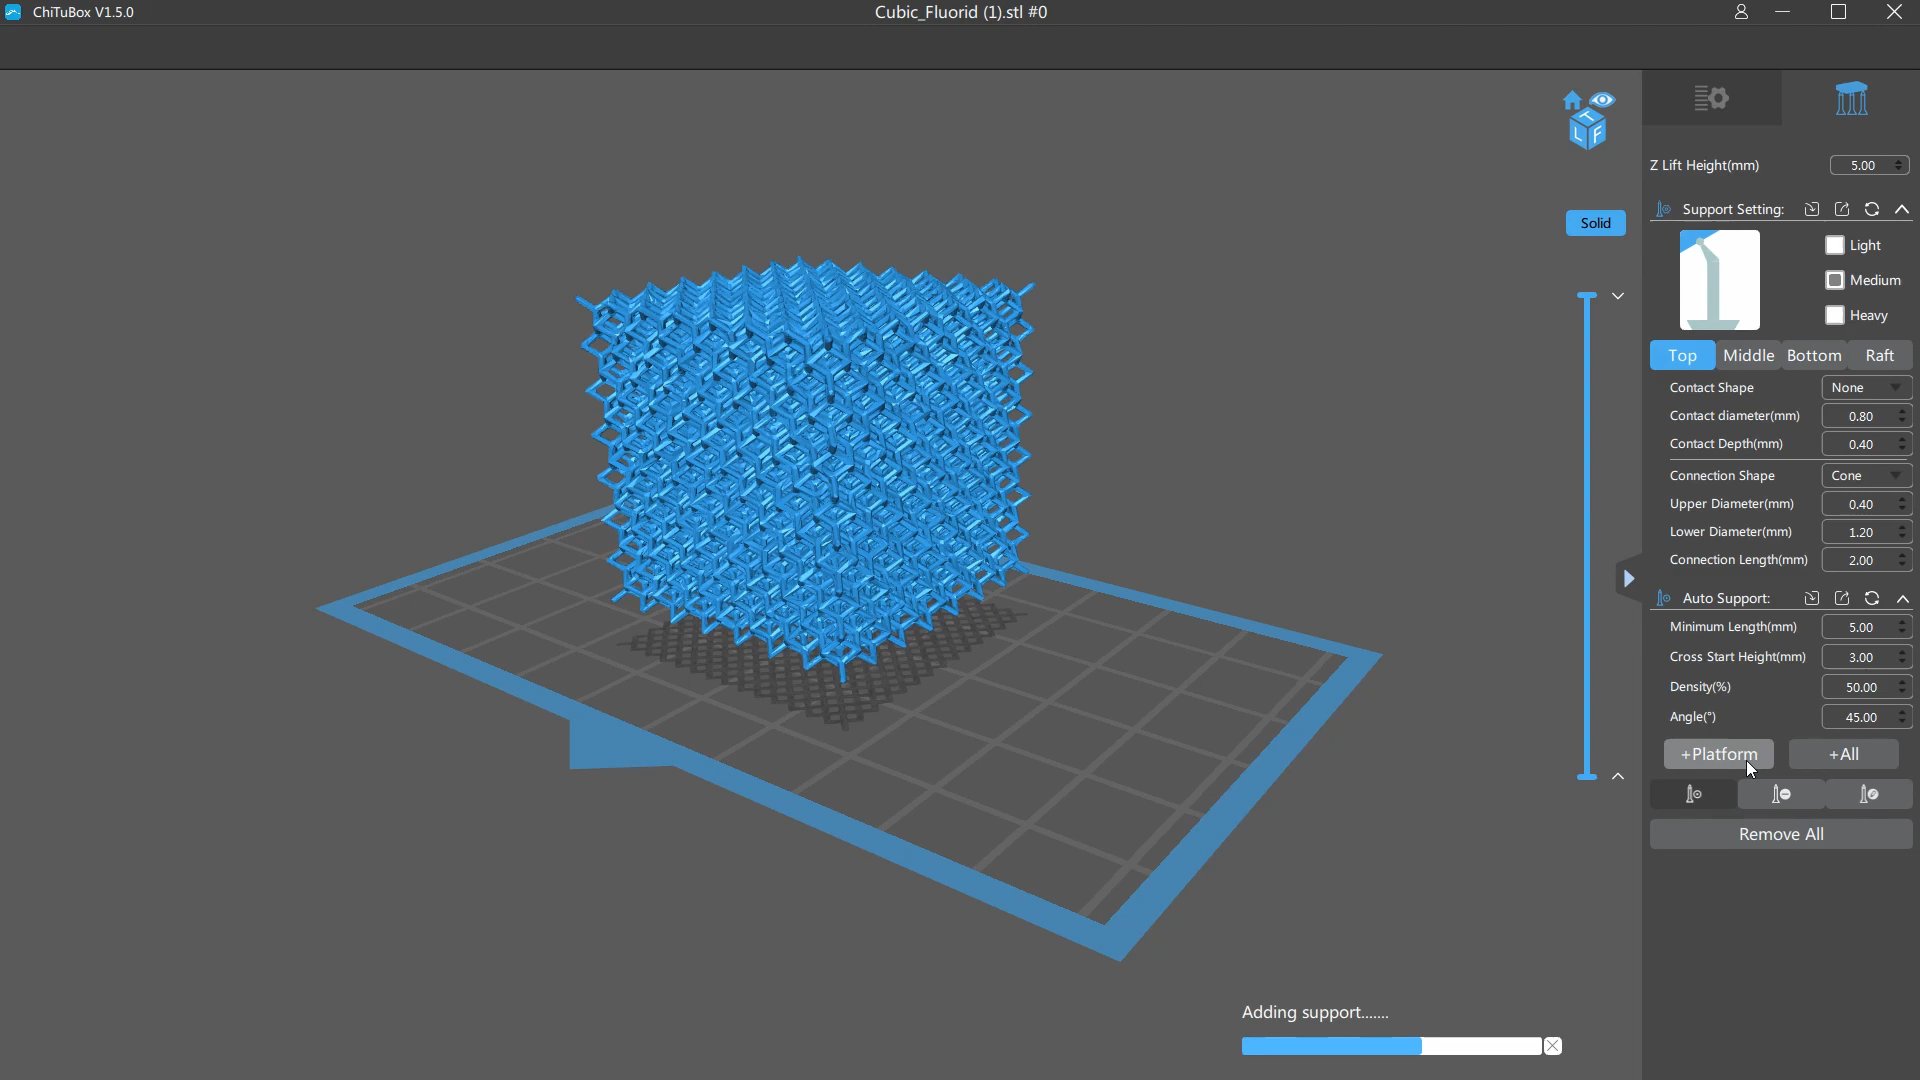 ChiTuBox V1.5.0
Cubic_Fluorid (1).stl #0
Z Lift Height(mm) 5.00
Support Setting:
Light
Medium
Heavy
Top Middle Bottom Raft
Contact Shape None
Contact diameter(mm) 0.80
Contact Depth(mm) 0.40
Connection Shape Cone
Upper Diameter(mm) 0.40
Lower Diameter(mm) 1.20
Connection Length(mm) 2.00
Auto Support:
Minimum Length(mm) 5.00
Cross Start Height(mm) 3.00
Density(%) 50.00
Angle(°) 45.00
+Platform +All
Remove All
T
L F
Solid
Adding support.......